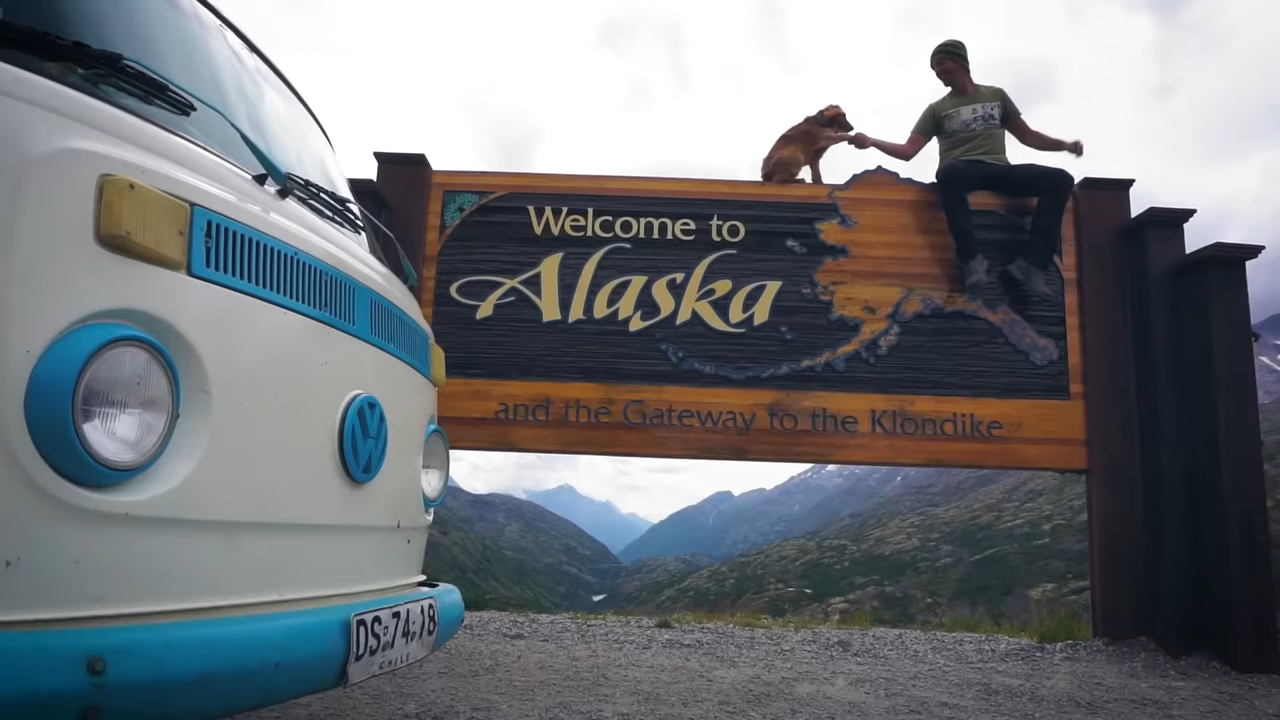 Welcome to
Alaska
and the Gateway to the Klondike
DS·74·18
CHILE